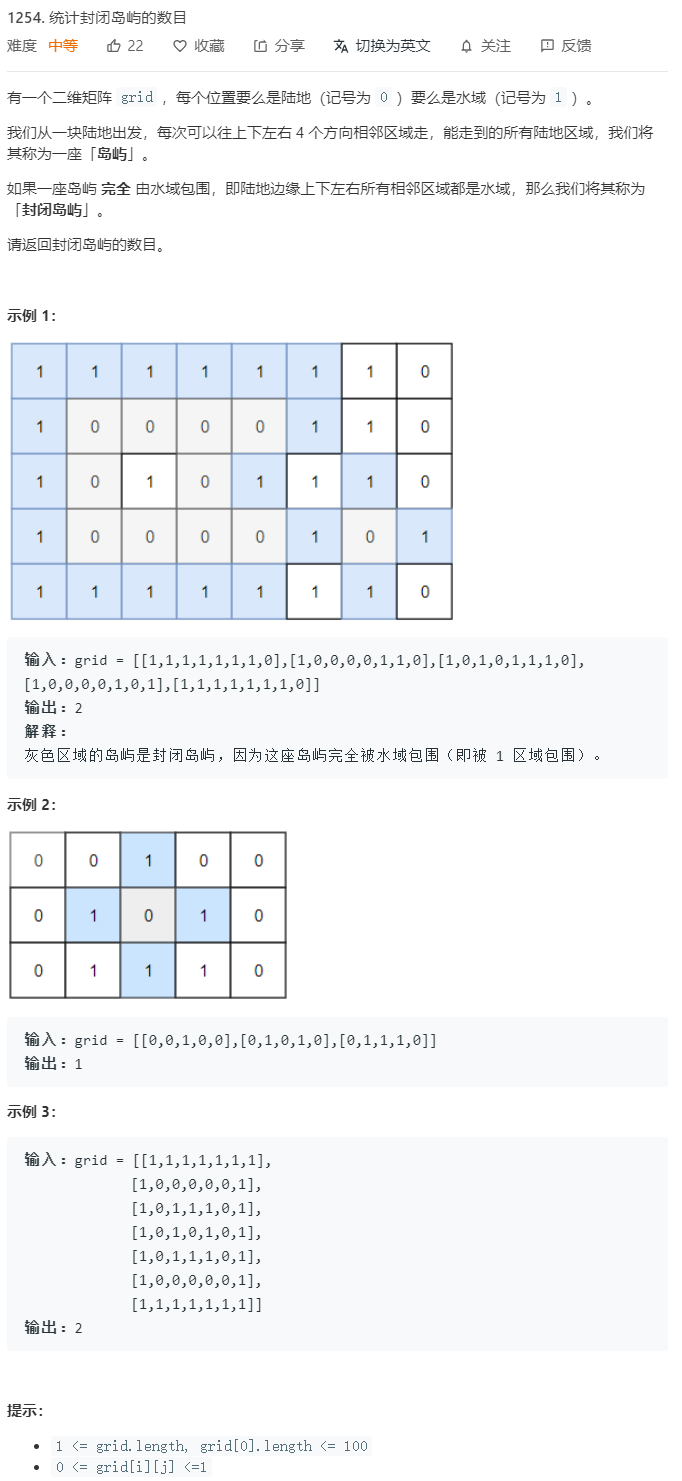 1254. 统计封闭岛屿的数目
难度 中等 22 收藏 分享 切换为英文 关注 反馈
有一个二维矩阵 grid ，每个位置要么是陆地（记号为 0 ）要么是水域（记号为 1 ）。
我们从一块陆地出发，每次可以往上下左右 4 个方向相邻区域走，能走到的所有陆地区域，我们将
其称为一座「岛屿」。
如果一座岛屿 完全 由水域包围，即陆地边缘上下左右所有相邻区域都是水域，那么我们将其称为
「封闭岛屿」。
请返回封闭岛屿的数目。
示例 1：
1 1 1 1 1 1 1 0
1 0 0 0 0 1 1 0
1 0 1 0 1 1 1 0
1 0 0 0 0 1 0 1
1 1 1 1 1 1 1 0
输入：grid = [[1,1,1,1,1,1,1,0],[1,0,0,0,0,1,1,0],[1,0,1,0,1,1,1,0],
[1,0,0,0,0,1,0,1],[1,1,1,1,1,1,1,0]]
输出：2
解释：
灰色区域的岛屿是封闭岛屿，因为这座岛屿完全被水域包围（即被 1 区域包围）。
示例 2：
0 0 1 0 0
0 1 0 1 0
0 1 1 1 0
输入：grid = [[0,0,1,0,0],[0,1,0,1,0],[0,1,1,1,0]]
输出：1
示例 3：
输入：grid = [[1,1,1,1,1,1,1],
[1,0,0,0,0,0,1],
[1,0,1,1,1,0,1],
[1,0,1,0,1,0,1],
[1,0,1,1,1,0,1],
[1,0,0,0,0,0,1],
[1,1,1,1,1,1,1]]
输出：2
提示：
1 <= grid.length, grid[0].length <= 100
0 <= grid[i][j] <=1